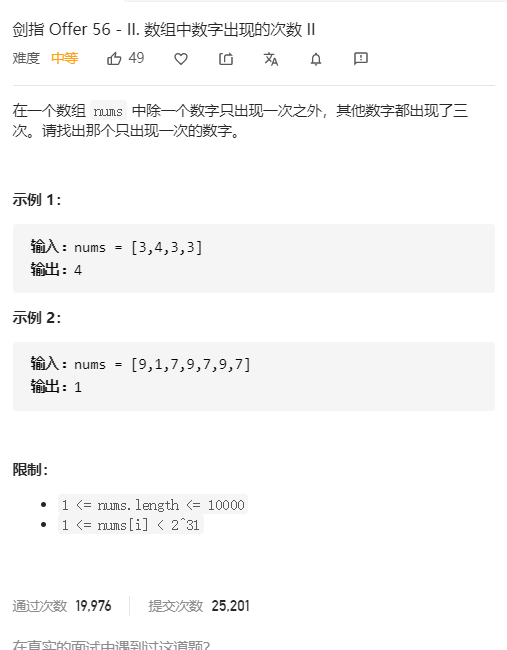 剑指 Offer 56 - II. 数组中数字出现的次数 II
难度 中等 49
在一个数组 nums 中除一个数字只出现一次之外，其他数字都出现了三
次。请找出那个只出现一次的数字。
示例 1：
输入：nums = [3,4,3,3]
输出：4
示例 2：
输入：nums = [9,1,7,9,7,9,7]
输出：1
限制：
1 <= nums.length <= 10000
1 <= nums[i] < 2^31
通过次数 19,976 提交次数 25,201
在真实的面试中遇到过这道题?